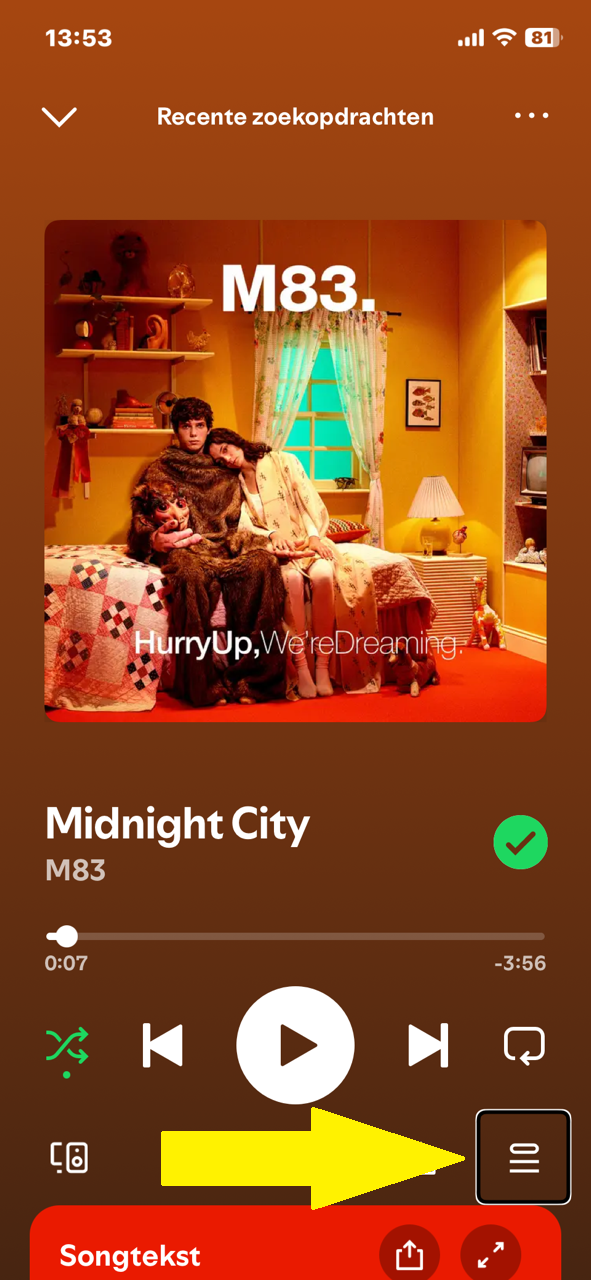 13:53
81
Recente zoekopdrachten
M83.
HurryUp,We'reDreaming.
Midnight City
M83
0:07
-3:56
Songtekst